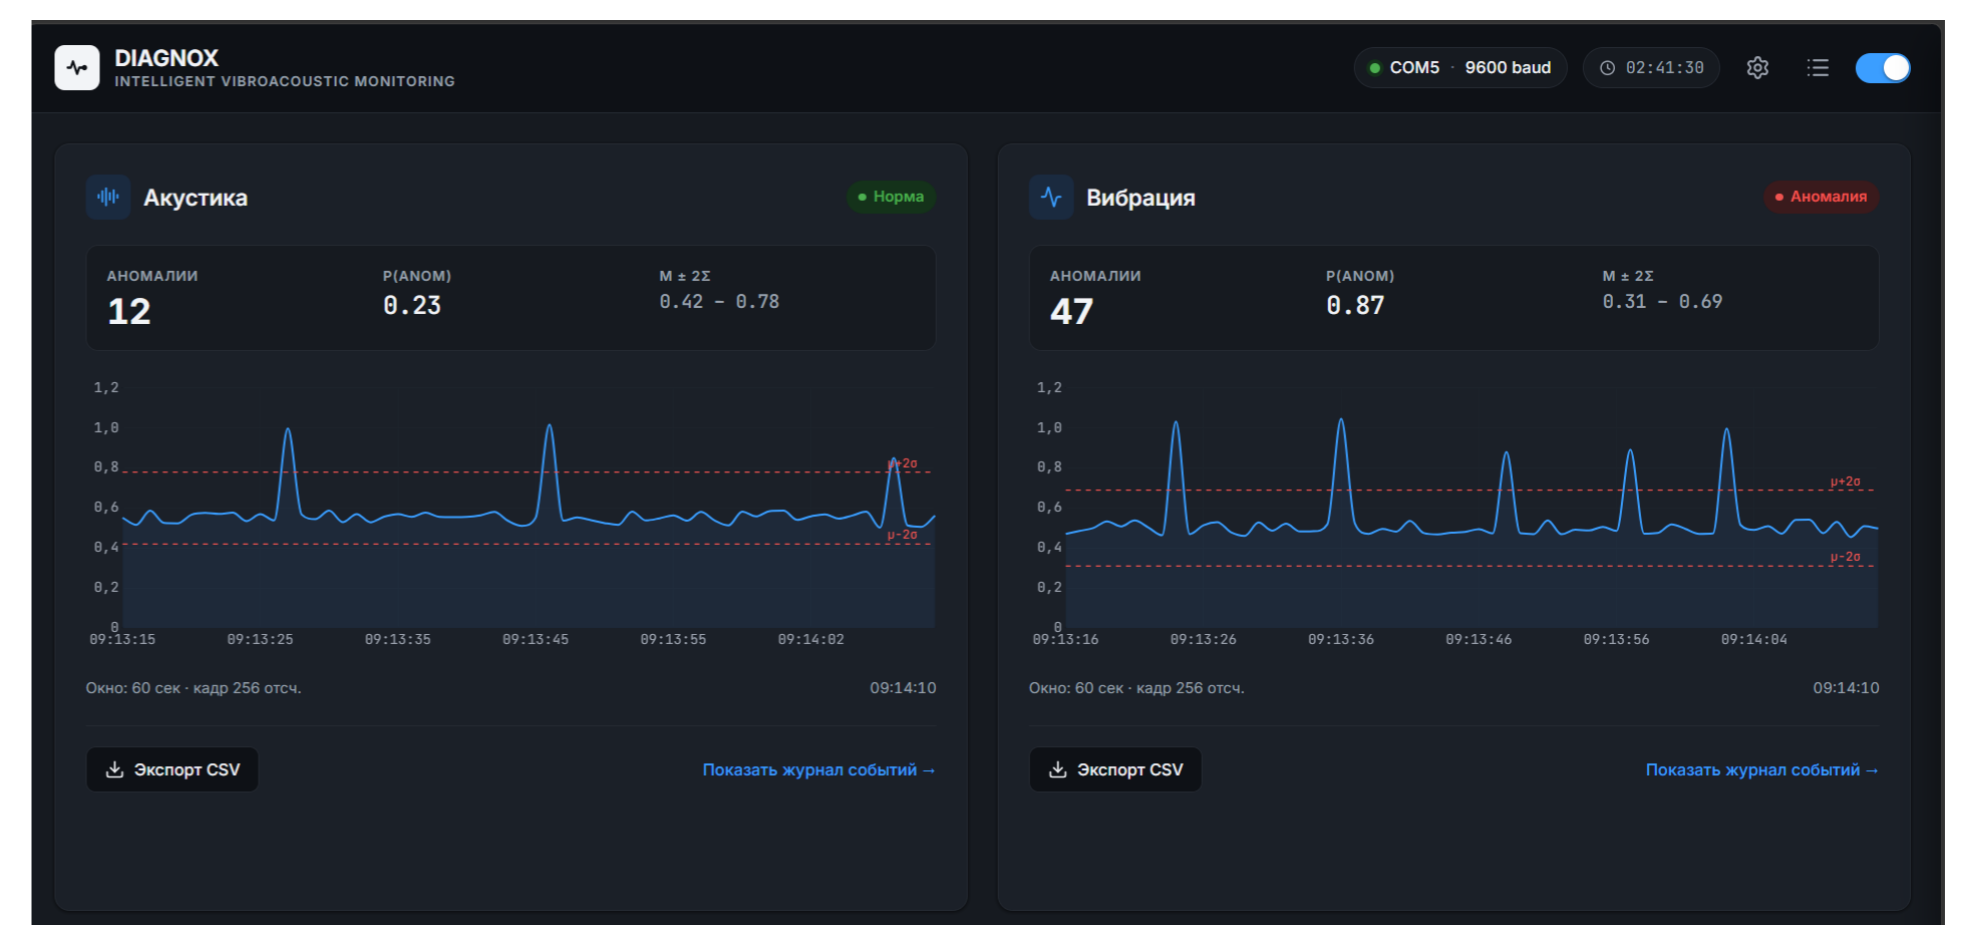 DIAGNOX
INTELLIGENT VIBROACOUSTIC MONITORING
COM5 · 9600 baud
02:41:30
Акустика
Норма
АНОМАЛИИ
12
P(ANOM)
0.23
M ± 2Σ
0.42 – 0.78
1,2
1,0
0,8
0,6
0,4
0,2
0
μ+2σ
μ-2σ
09:13:15 09:13:25 09:13:35 09:13:45 09:13:55 09:14:02
Окно: 60 сек · кадр 256 отсч.
09:14:10
Экспорт CSV
Показать журнал событий →
Вибрация
Аномалия
АНОМАЛИИ
47
P(ANOM)
0.87
M ± 2Σ
0.31 – 0.69
1,2
1,0
0,8
0,6
0,4
0,2
0
μ+2σ
μ-2σ
09:13:16 09:13:26 09:13:36 09:13:46 09:13:56 09:14:04
Окно: 60 сек · кадр 256 отсч.
09:14:10
Экспорт CSV
Показать журнал событий →